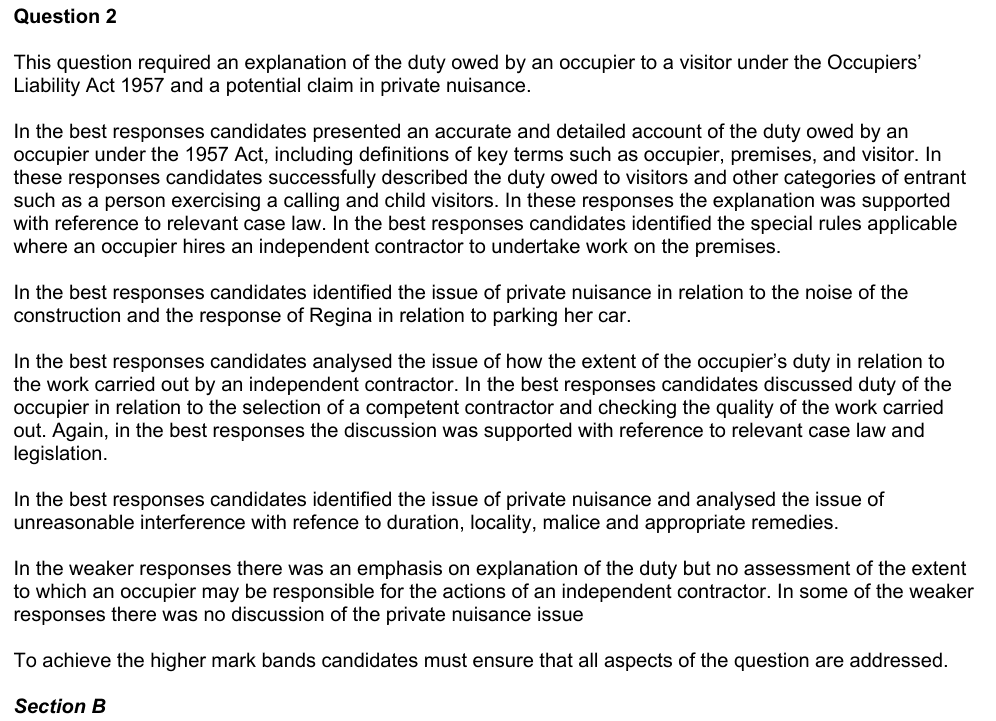 Question 2
This question required an explanation of the duty owed by an occupier to a visitor under the Occupiers’
Liability Act 1957 and a potential claim in private nuisance.
In the best responses candidates presented an accurate and detailed account of the duty owed by an
occupier under the 1957 Act, including definitions of key terms such as occupier, premises, and visitor. In
these responses candidates successfully described the duty owed to visitors and other categories of entrant
such as a person exercising a calling and child visitors. In these responses the explanation was supported
with reference to relevant case law. In the best responses candidates identified the special rules applicable
where an occupier hires an independent contractor to undertake work on the premises.
In the best responses candidates identified the issue of private nuisance in relation to the noise of the
construction and the response of Regina in relation to parking her car.
In the best responses candidates analysed the issue of how the extent of the occupier’s duty in relation to
the work carried out by an independent contractor. In the best responses candidates discussed duty of the
occupier in relation to the selection of a competent contractor and checking the quality of the work carried
out. Again, in the best responses the discussion was supported with reference to relevant case law and
legislation.
In the best responses candidates identified the issue of private nuisance and analysed the issue of
unreasonable interference with refence to duration, locality, malice and appropriate remedies.
In the weaker responses there was an emphasis on explanation of the duty but no assessment of the extent
to which an occupier may be responsible for the actions of an independent contractor. In some of the weaker
responses there was no discussion of the private nuisance issue
To achieve the higher mark bands candidates must ensure that all aspects of the question are addressed.
Section B